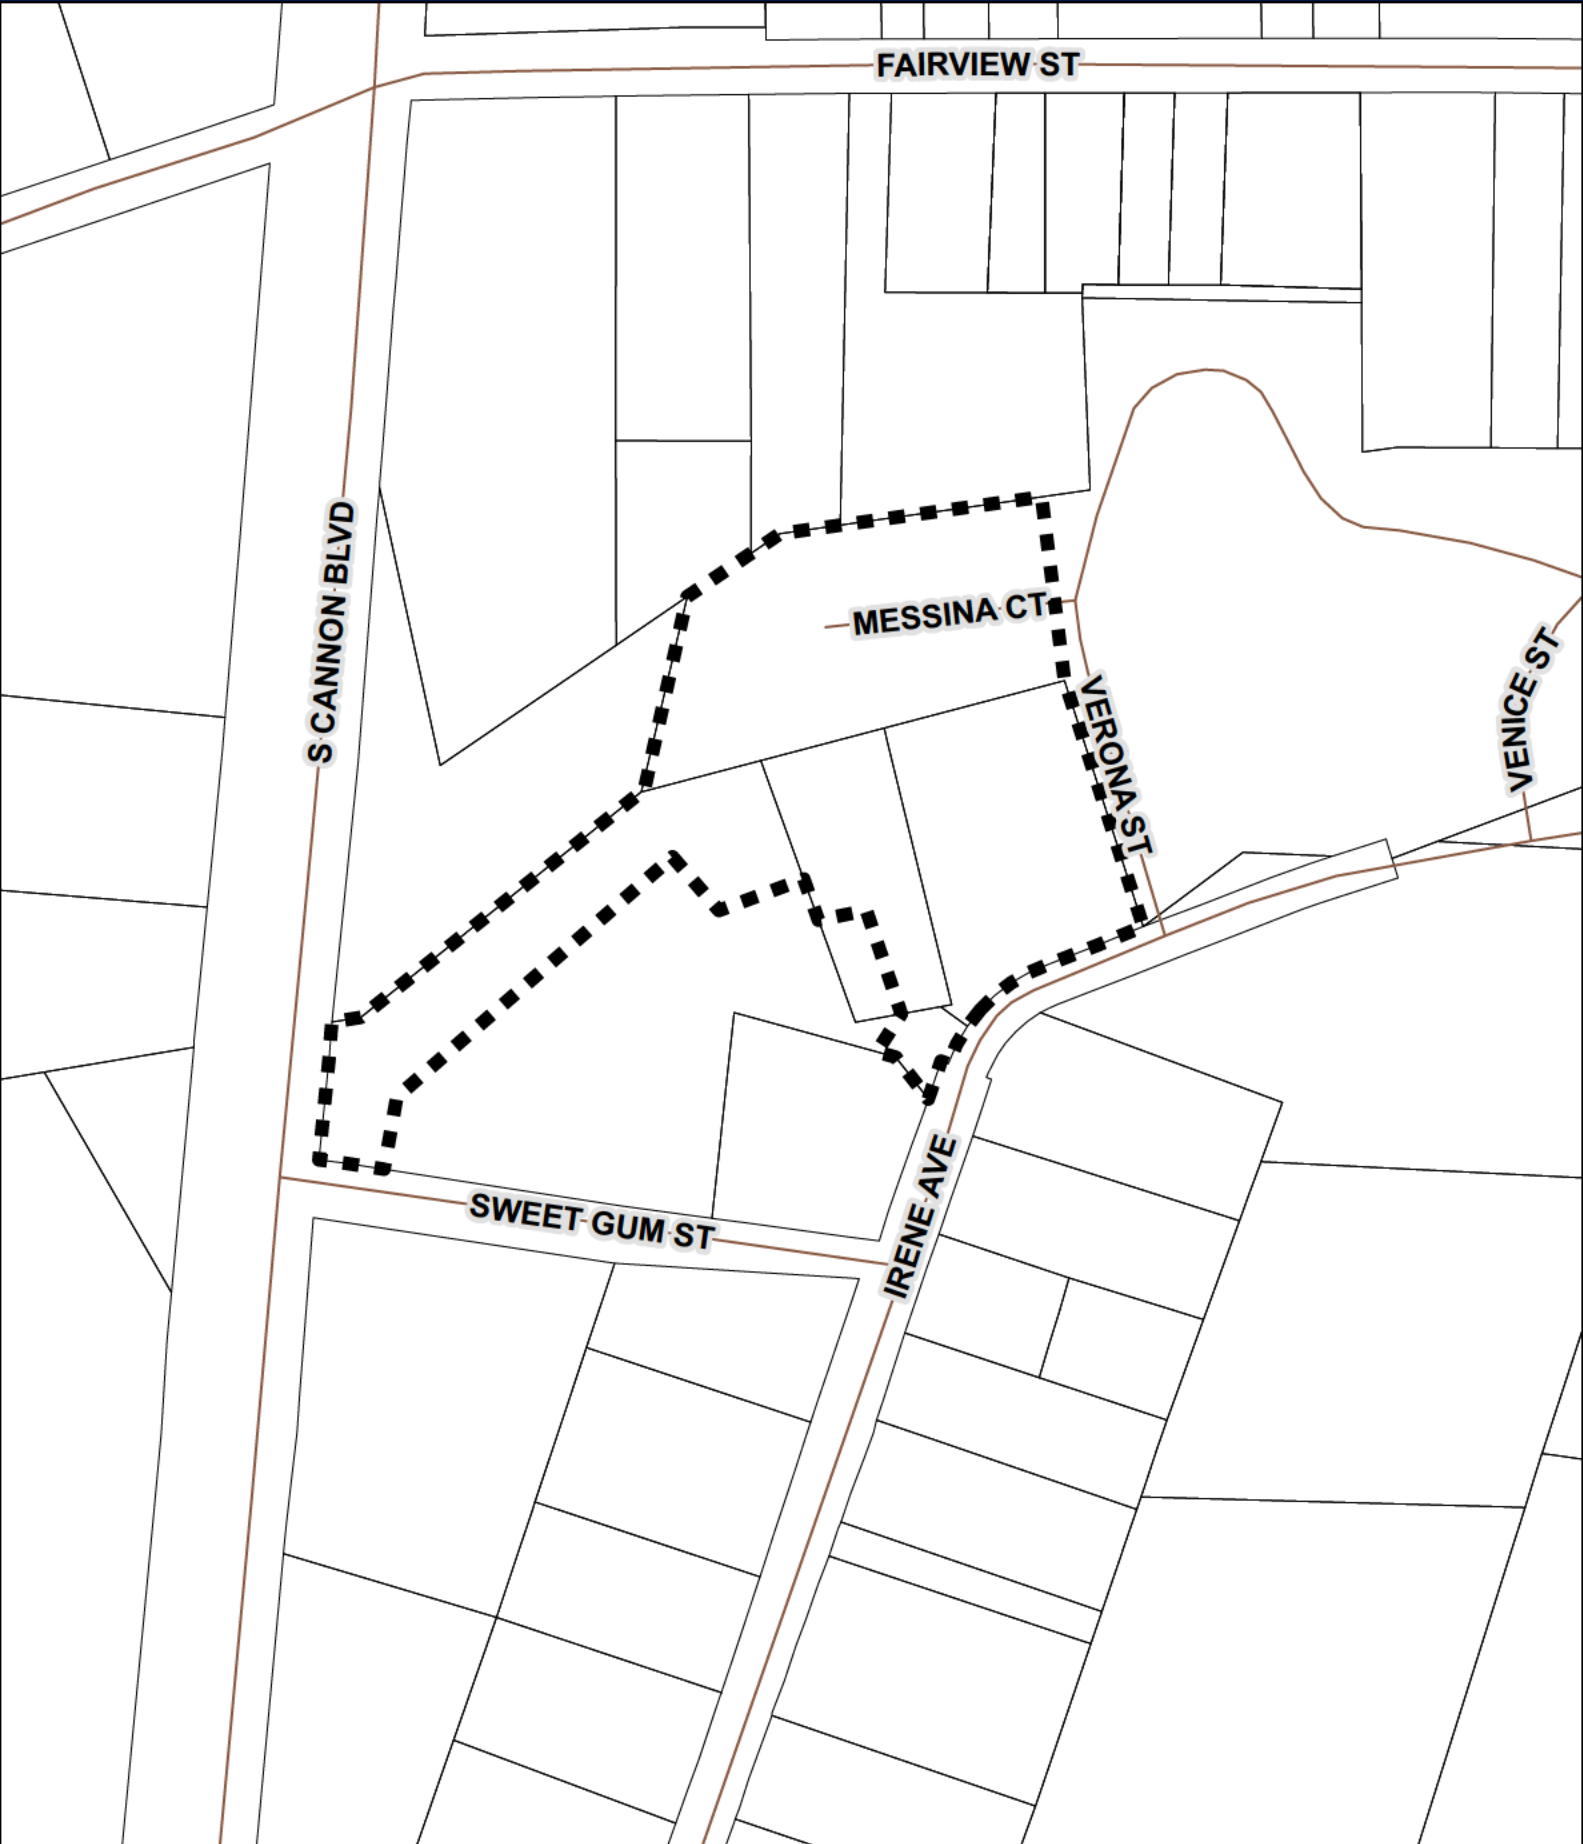 FAIRVIEW ST
S CANNON BLVD
MESSINA CT
VERONA ST
VENICE ST
SWEET GUM ST
IRENE AVE